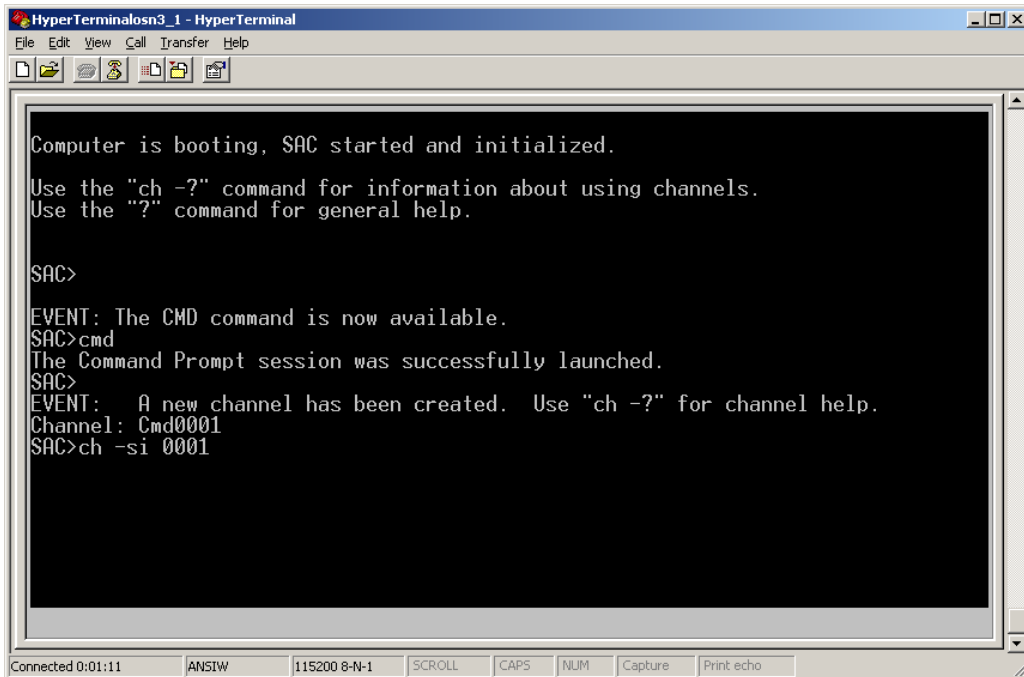 HyperTerminalosn3_1 - HyperTerminal
File Edit View Call Transfer Help
Computer is booting, SAC started and initialized.
Use the "ch -?" command for information about using channels.
Use the "?" command for general help.
SAC>
EVENT: The CMD command is now available.
SAC>cmd
The Command Prompt session was successfully launched.
SAC>
EVENT:   A new channel has been created.  Use "ch -?" for channel help.
Channel: Cmd0001
SAC>ch -si 0001
Connected 0:01:11 ANSIW 115200 8-N-1 SCROLL CAPS NUM Capture Print echo